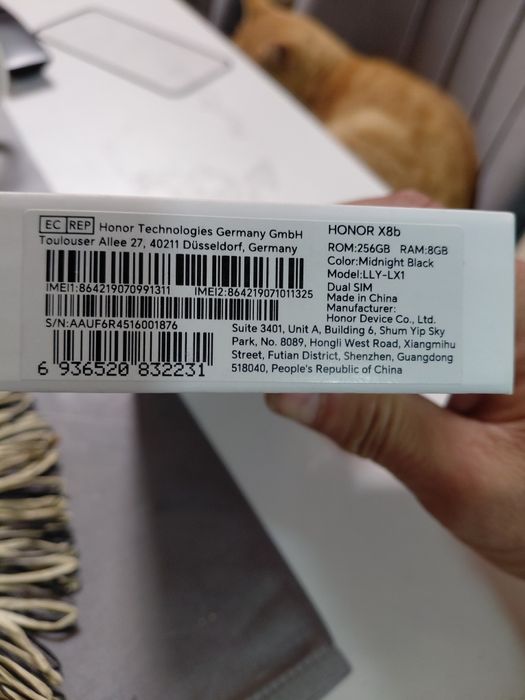 EC REP Honor Technologies Germany GmbH
Toulouser Allee 27, 40211 Düsseldorf, Germany
IMEI1:864219070991311 IMEI2:864219071011325
S/N:AAUF6R4516001876
6 936520 832231
HONOR X8b
ROM:256GB RAM:8GB
Color:Midnight Black
Model:LLY-LX1
Dual SIM
Made in China
Manufacturer:
Honor Device Co., Ltd.
Suite 3401, Unit A, Building 6, Shum Yip Sky
Park, No. 8089, Hongli West Road, Xiangmihu
Street, Futian District, Shenzhen, Guangdong
518040, People's Republic of China